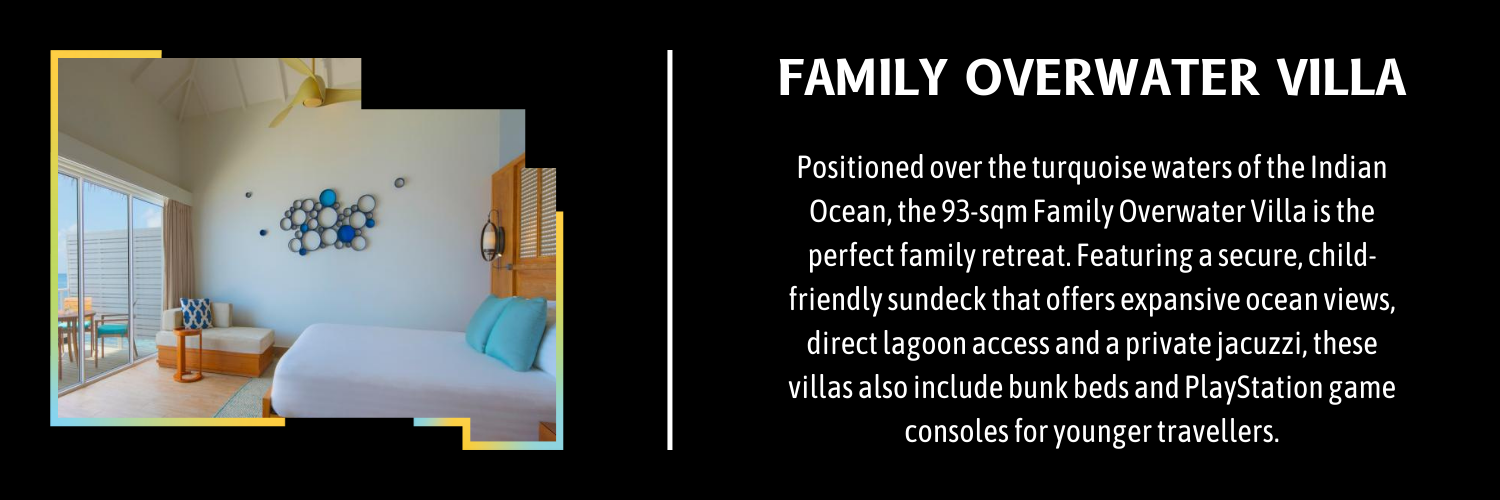 FAMILY OVERWATER VILLA
Positioned over the turquoise waters of the Indian
Ocean, the 93-sqm Family Overwater Villa is the
perfect family retreat. Featuring a secure, child-
friendly sundeck that offers expansive ocean views,
direct lagoon access and a private jacuzzi, these
villas also include bunk beds and PlayStation game
consoles for younger travellers.